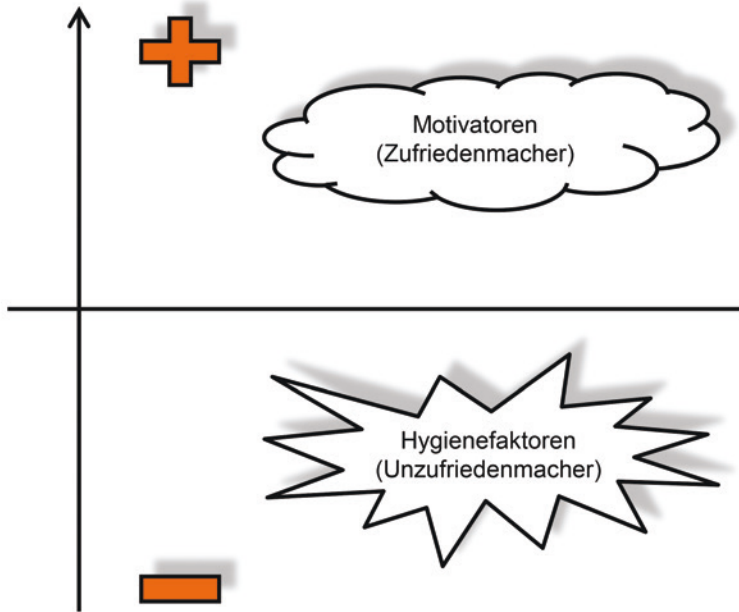 Motivatoren
(Zufriedenmacher)
Hygienefaktoren
(Unzufriedenmacher)